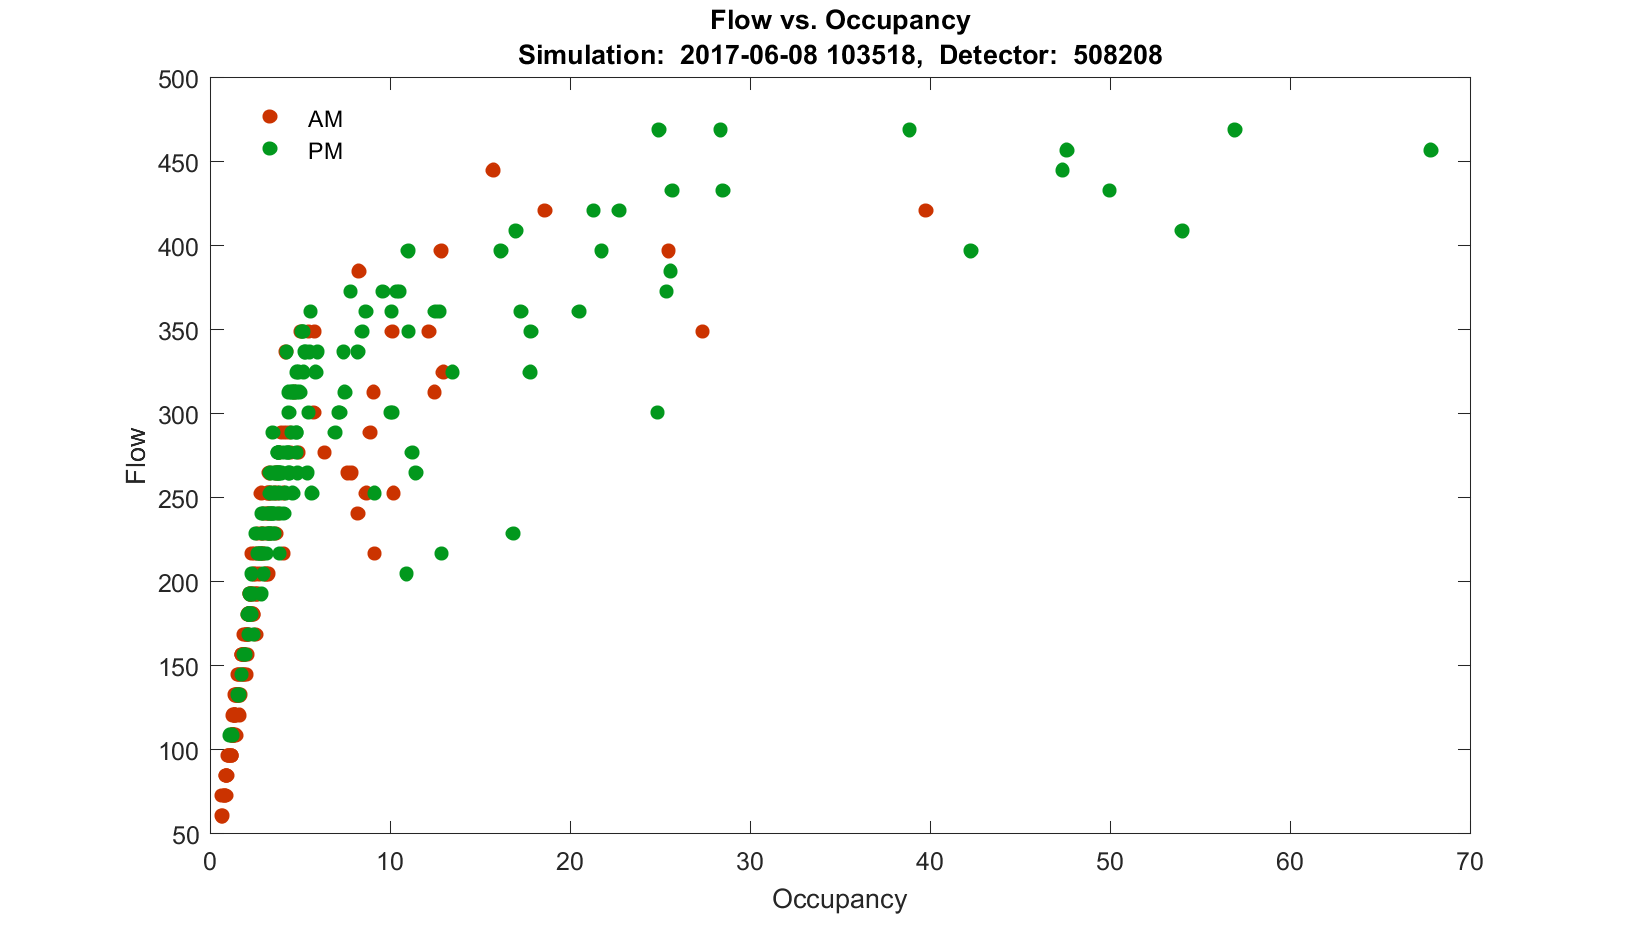 Flow vs. Occupancy
Simulation:  2017-06-08 103518,  Detector:  508208
AM
PM
500
450
400
350
300
250
200
150
100
50
Flow
0 10 20 30 40 50 60 70
Occupancy